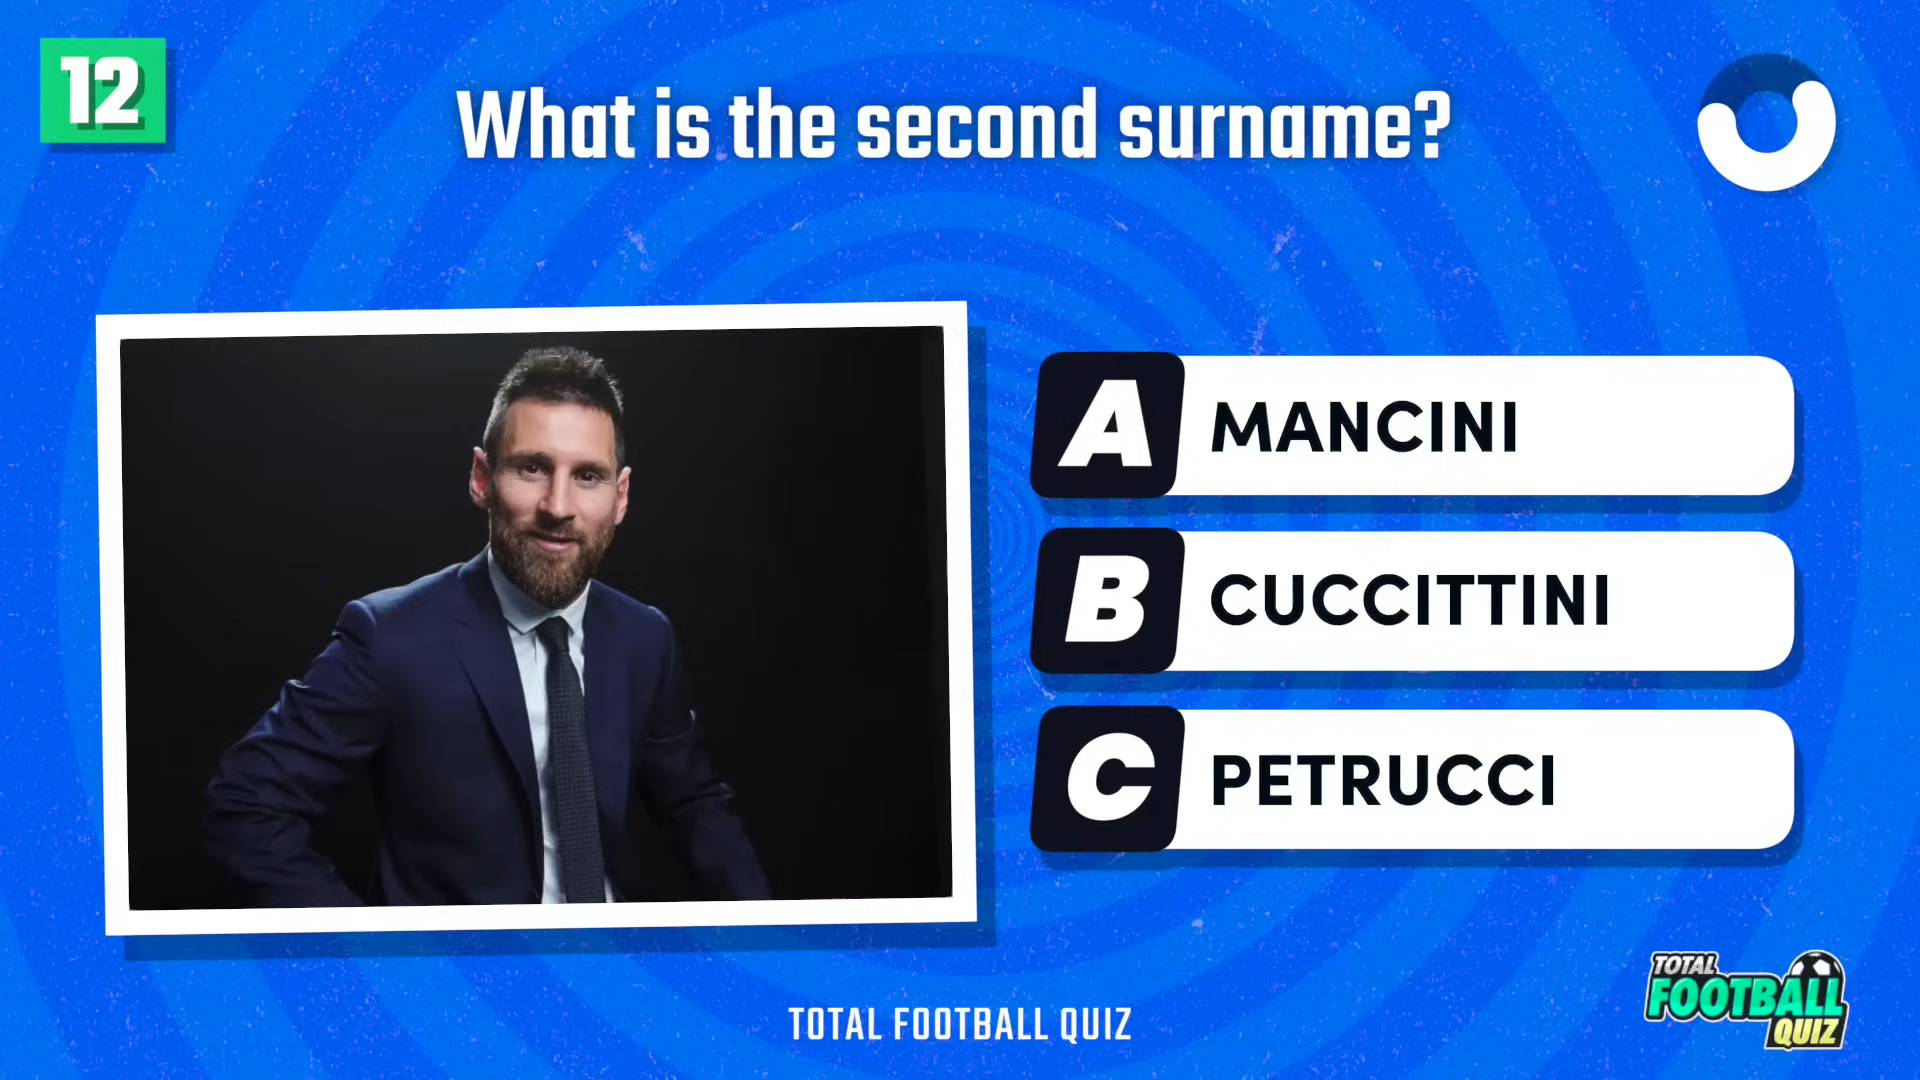 12
What is the second surname?
A MANCINI
B CUCCITTINI
C PETRUCCI
TOTAL FOOTBALL QUIZ
TOTAL
FOOTBALL
QUIZ